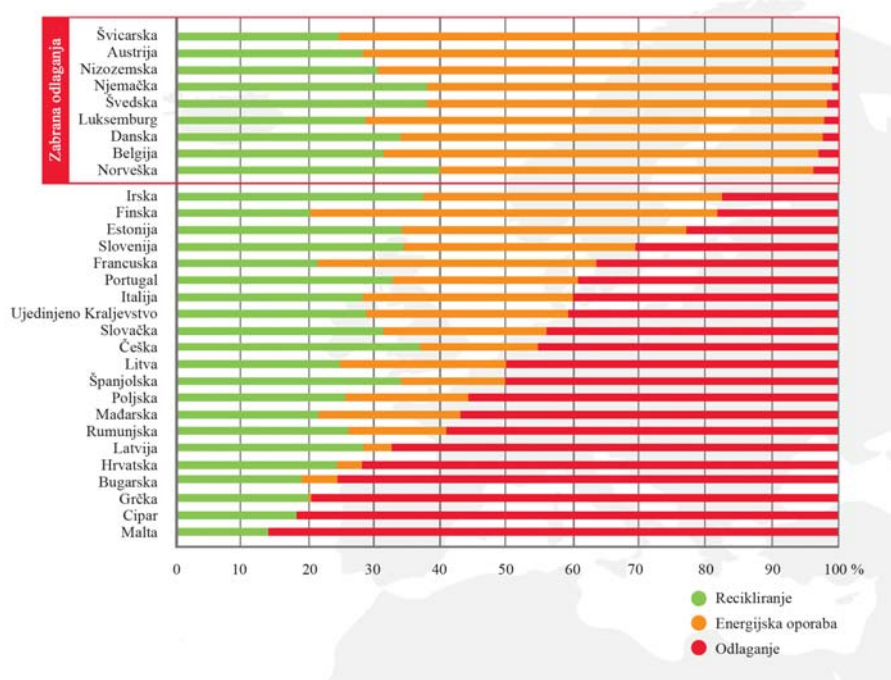 Zabrana odlaganja
Švicarska
Austrija
Nizozemska
Njemačka
Švedska
Luksemburg
Danska
Belgija
Norveška
Irska
Finska
Estonija
Slovenija
Francuska
Portugal
Italija
Ujedinjeno Kraljevstvo
Slovačka
Češka
Litva
Španjolska
Poljska
Mađarska
Rumunjska
Latvija
Hrvatska
Bugarska
Grčka
Cipar
Malta
0 10 20 30 40 50 60 70 80 90 100 %
Recikliranje
Energijska oporaba
Odlaganje